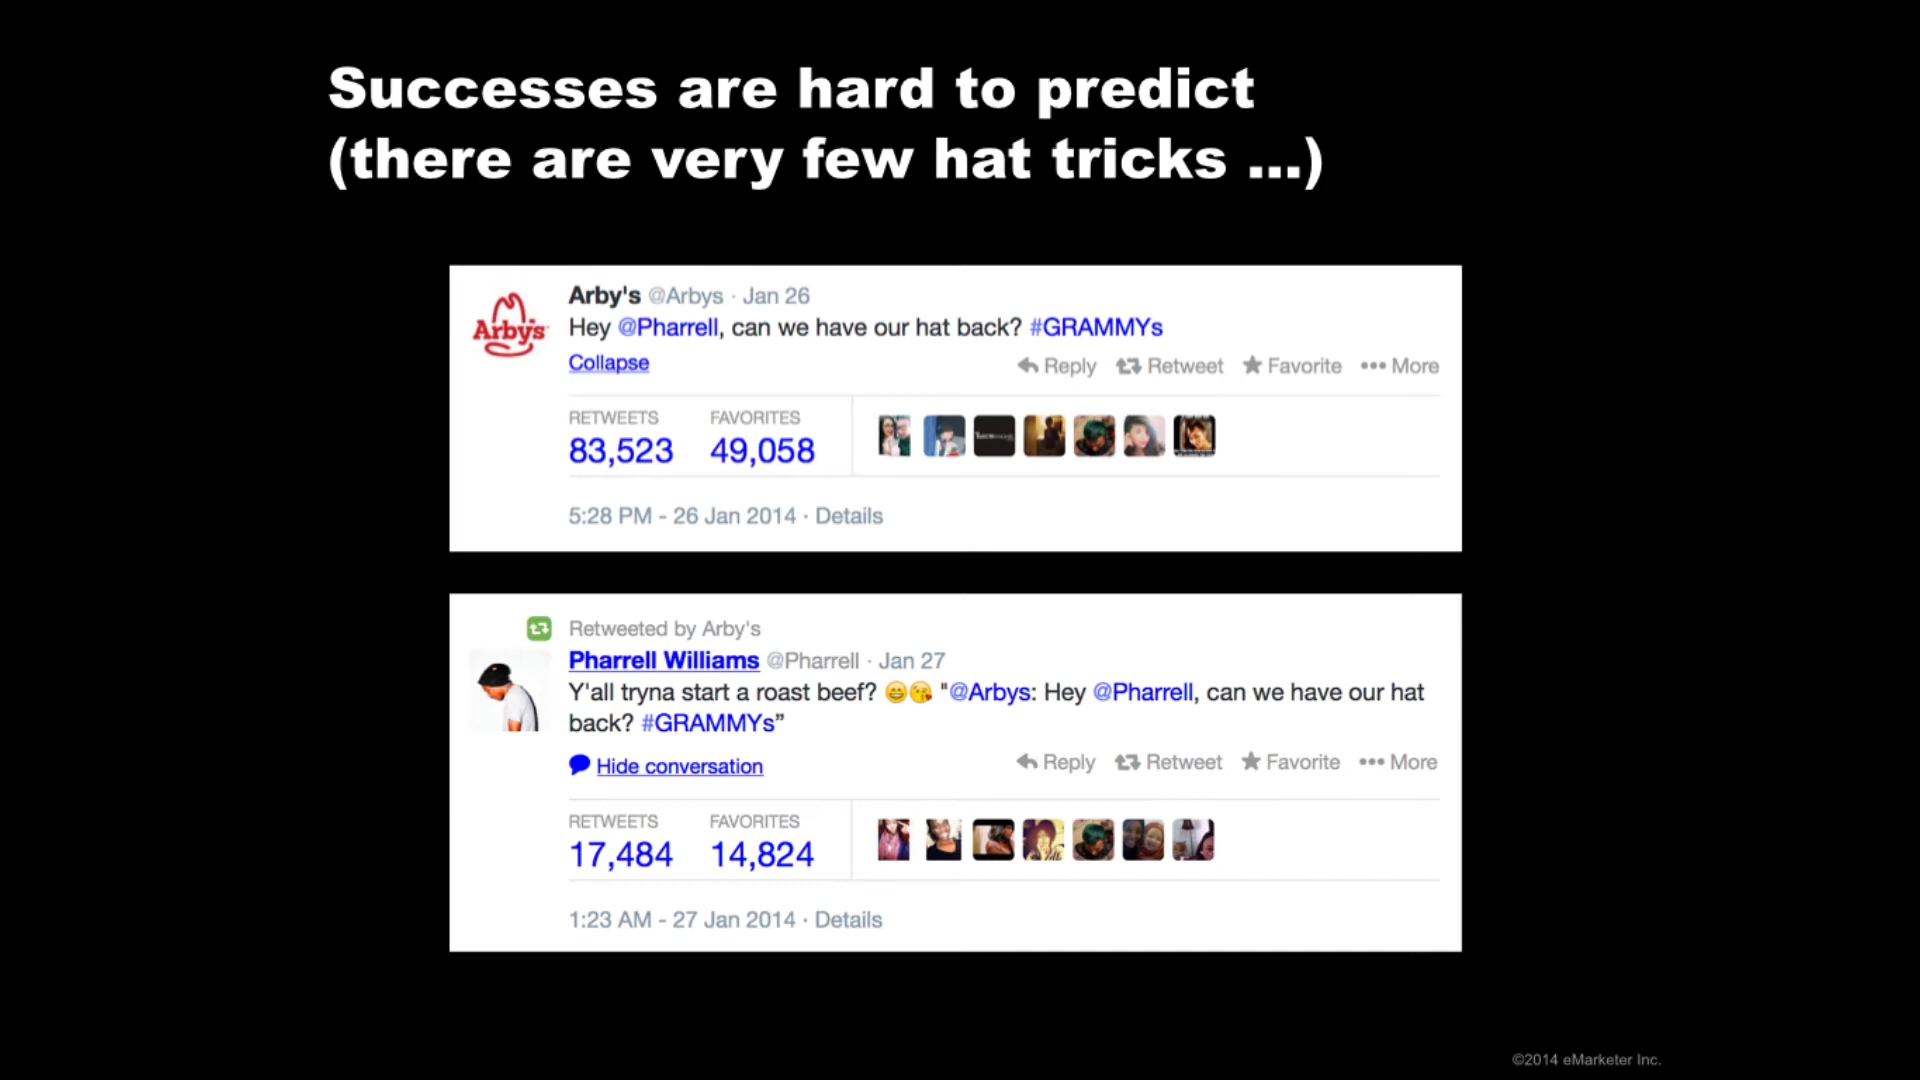 Successes are hard to predict
(there are very few hat tricks ...)
Arby's @Arbys · Jan 26
Arby's
Hey @Pharrell, can we have our hat back? #GRAMMYs
Collapse
Reply Retweet Favorite ••• More
RETWEETS FAVORITES
83,523 49,058
5:28 PM - 26 Jan 2014 · Details
Retweeted by Arby's
Pharrell Williams @Pharrell · Jan 27
Y'all tryna start a roast beef? 😁😘 "@Arbys: Hey @Pharrell, can we have our hat
back? #GRAMMYs”
Hide conversation
Reply Retweet Favorite ••• More
RETWEETS FAVORITES
17,484 14,824
1:23 AM - 27 Jan 2014 · Details
©2014 eMarketer Inc.